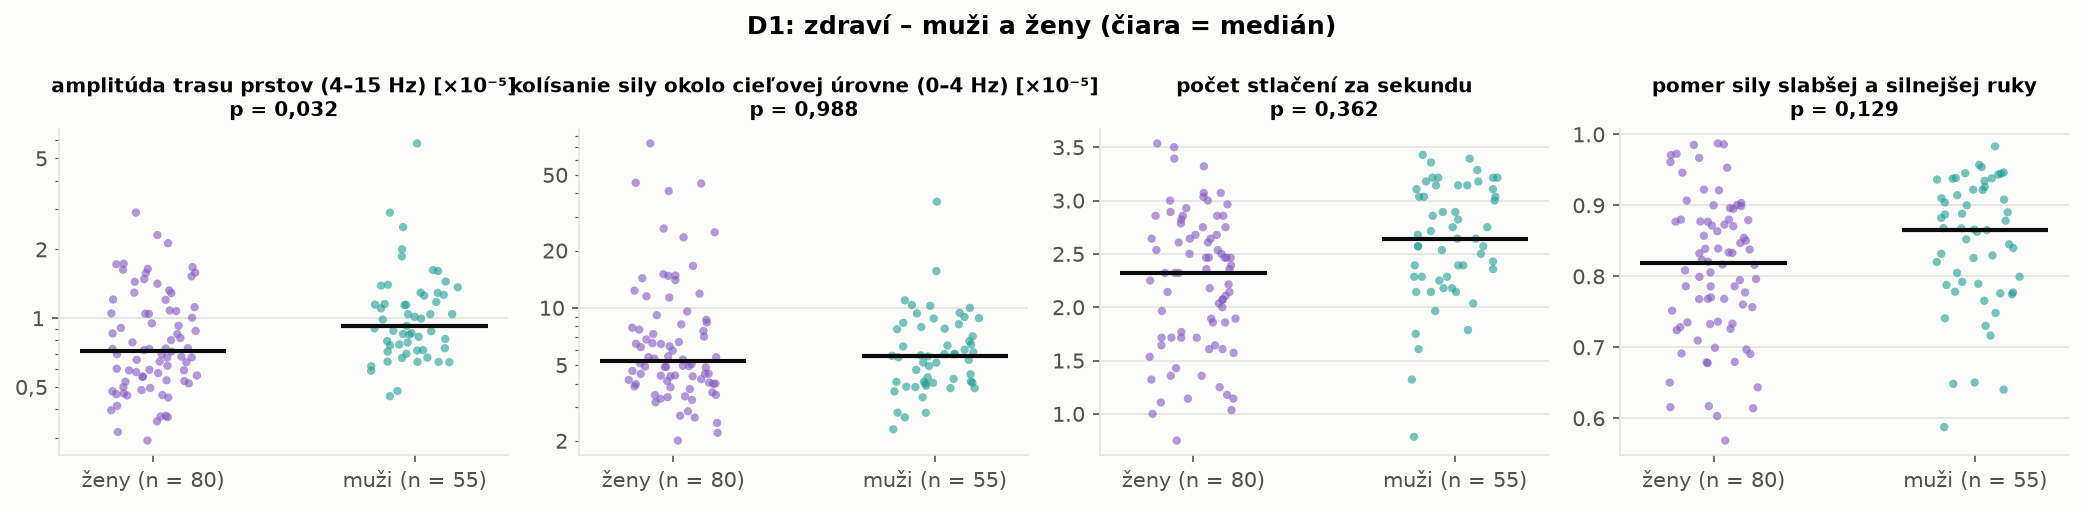 D1: zdraví – muži a ženy (čiara = medián)
amplitúda trasu prstov (4–15 Hz) [×10⁻⁵]
p = 0,032
5
2
1
0,5
ženy (n = 80)
muži (n = 55)
kolísanie sily okolo cieľovej úrovne (0–4 Hz) [×10⁻⁵]
p = 0,988
50
20
10
5
2
ženy (n = 80)
muži (n = 55)
počet stlačení za sekundu
p = 0,362
3.5
3.0
2.5
2.0
1.5
1.0
ženy (n = 80)
muži (n = 55)
pomer sily slabšej a silnejšej ruky
p = 0,129
1.0
0.9
0.8
0.7
0.6
ženy (n = 80)
muži (n = 55)